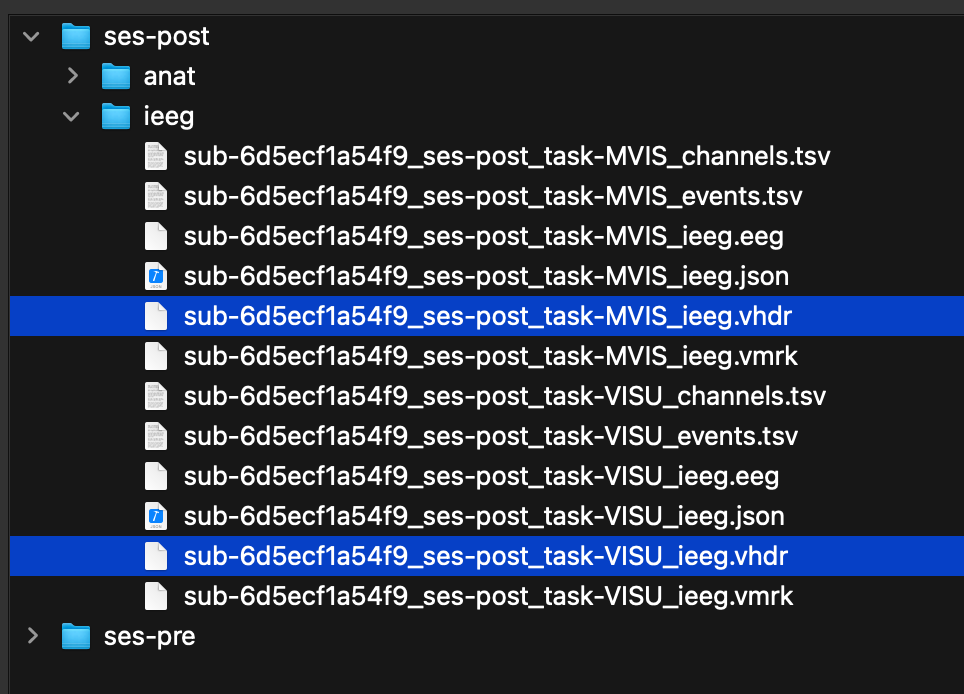 ses-post
anat
ieeg
sub-6d5ecf1a54f9_ses-post_task-MVIS_channels.tsv
sub-6d5ecf1a54f9_ses-post_task-MVIS_events.tsv
sub-6d5ecf1a54f9_ses-post_task-MVIS_ieeg.eeg
sub-6d5ecf1a54f9_ses-post_task-MVIS_ieeg.json
sub-6d5ecf1a54f9_ses-post_task-MVIS_ieeg.vhdr
sub-6d5ecf1a54f9_ses-post_task-MVIS_ieeg.vmrk
sub-6d5ecf1a54f9_ses-post_task-VISU_channels.tsv
sub-6d5ecf1a54f9_ses-post_task-VISU_events.tsv
sub-6d5ecf1a54f9_ses-post_task-VISU_ieeg.eeg
sub-6d5ecf1a54f9_ses-post_task-VISU_ieeg.json
sub-6d5ecf1a54f9_ses-post_task-VISU_ieeg.vhdr
sub-6d5ecf1a54f9_ses-post_task-VISU_ieeg.vmrk
ses-pre